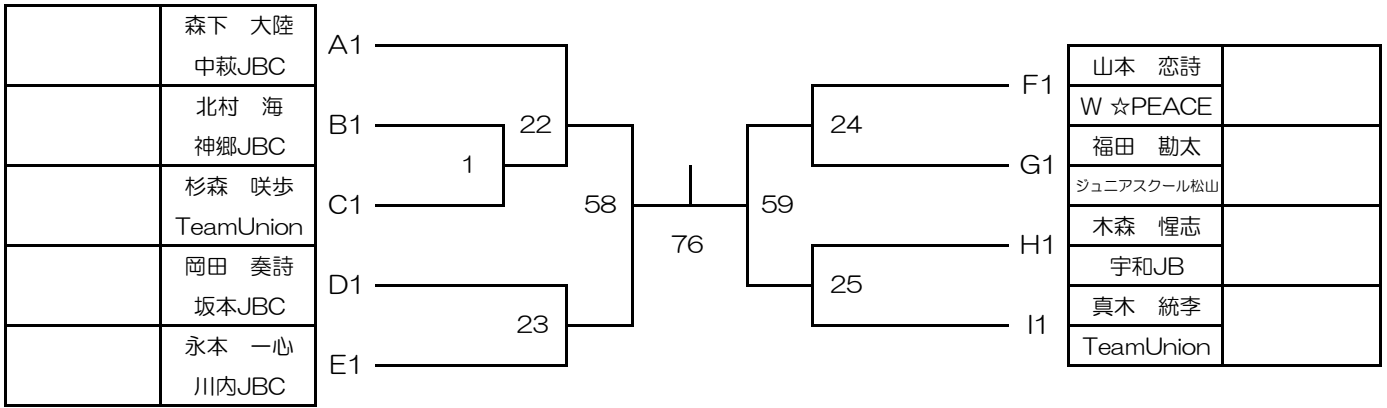 森下　大陸
中萩JBC
北村　海
神郷JBC
杉森　咲歩
TeamUnion
岡田　奏詩
坂本JBC
永本　一心
川内JBC
A1
B1
C1
D1
E1
1
22
23
58
76
59
24
25
F1
G1
H1
I1
山本　恋詩
W ☆PEACE
福田　勘太
ジュニアスクール松山
木森　惺志
宇和JB
真木　統李
TeamUnion